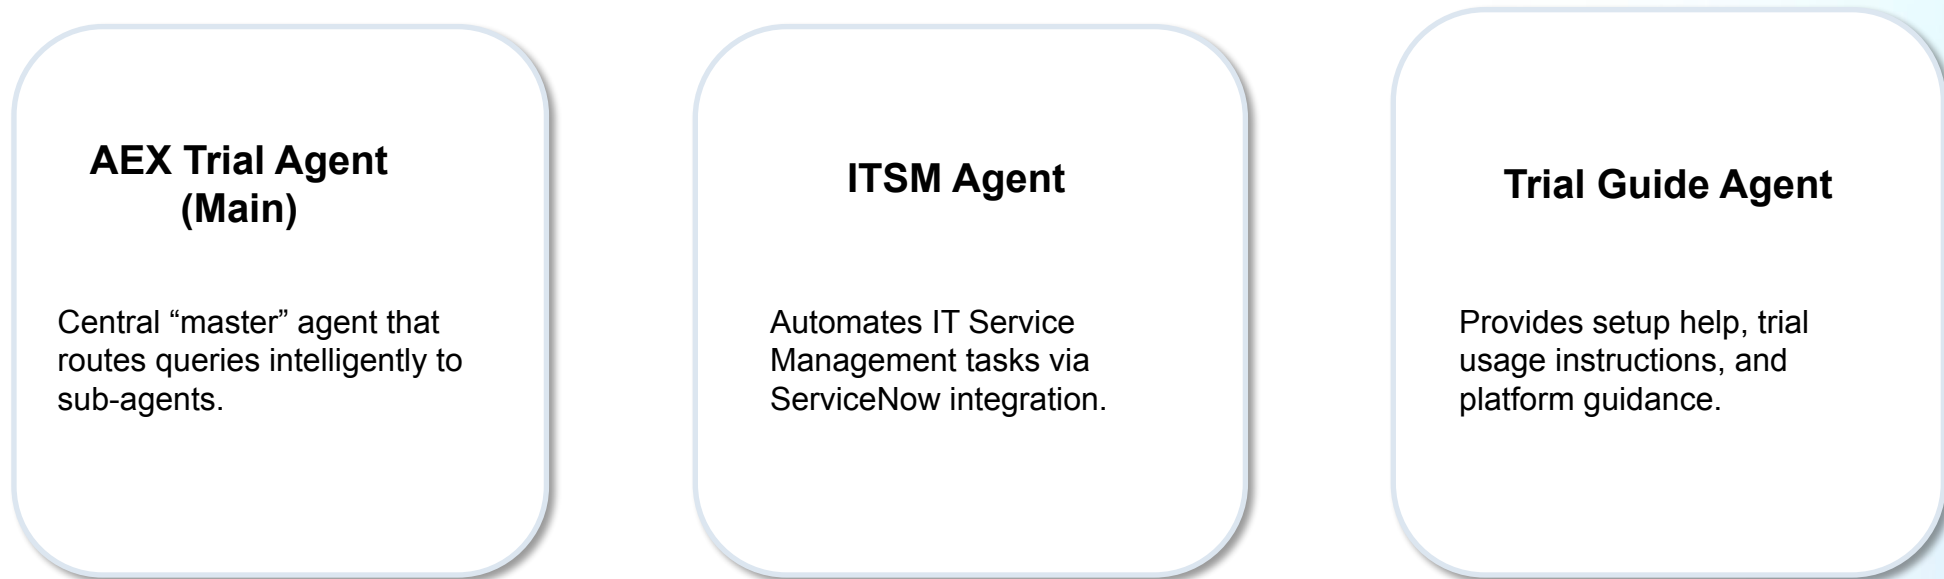 AEX Trial Agent
(Main)
Central “master” agent that
routes queries intelligently to
sub-agents.
ITSM Agent
Automates IT Service
Management tasks via
ServiceNow integration.
Trial Guide Agent
Provides setup help, trial
usage instructions, and
platform guidance.